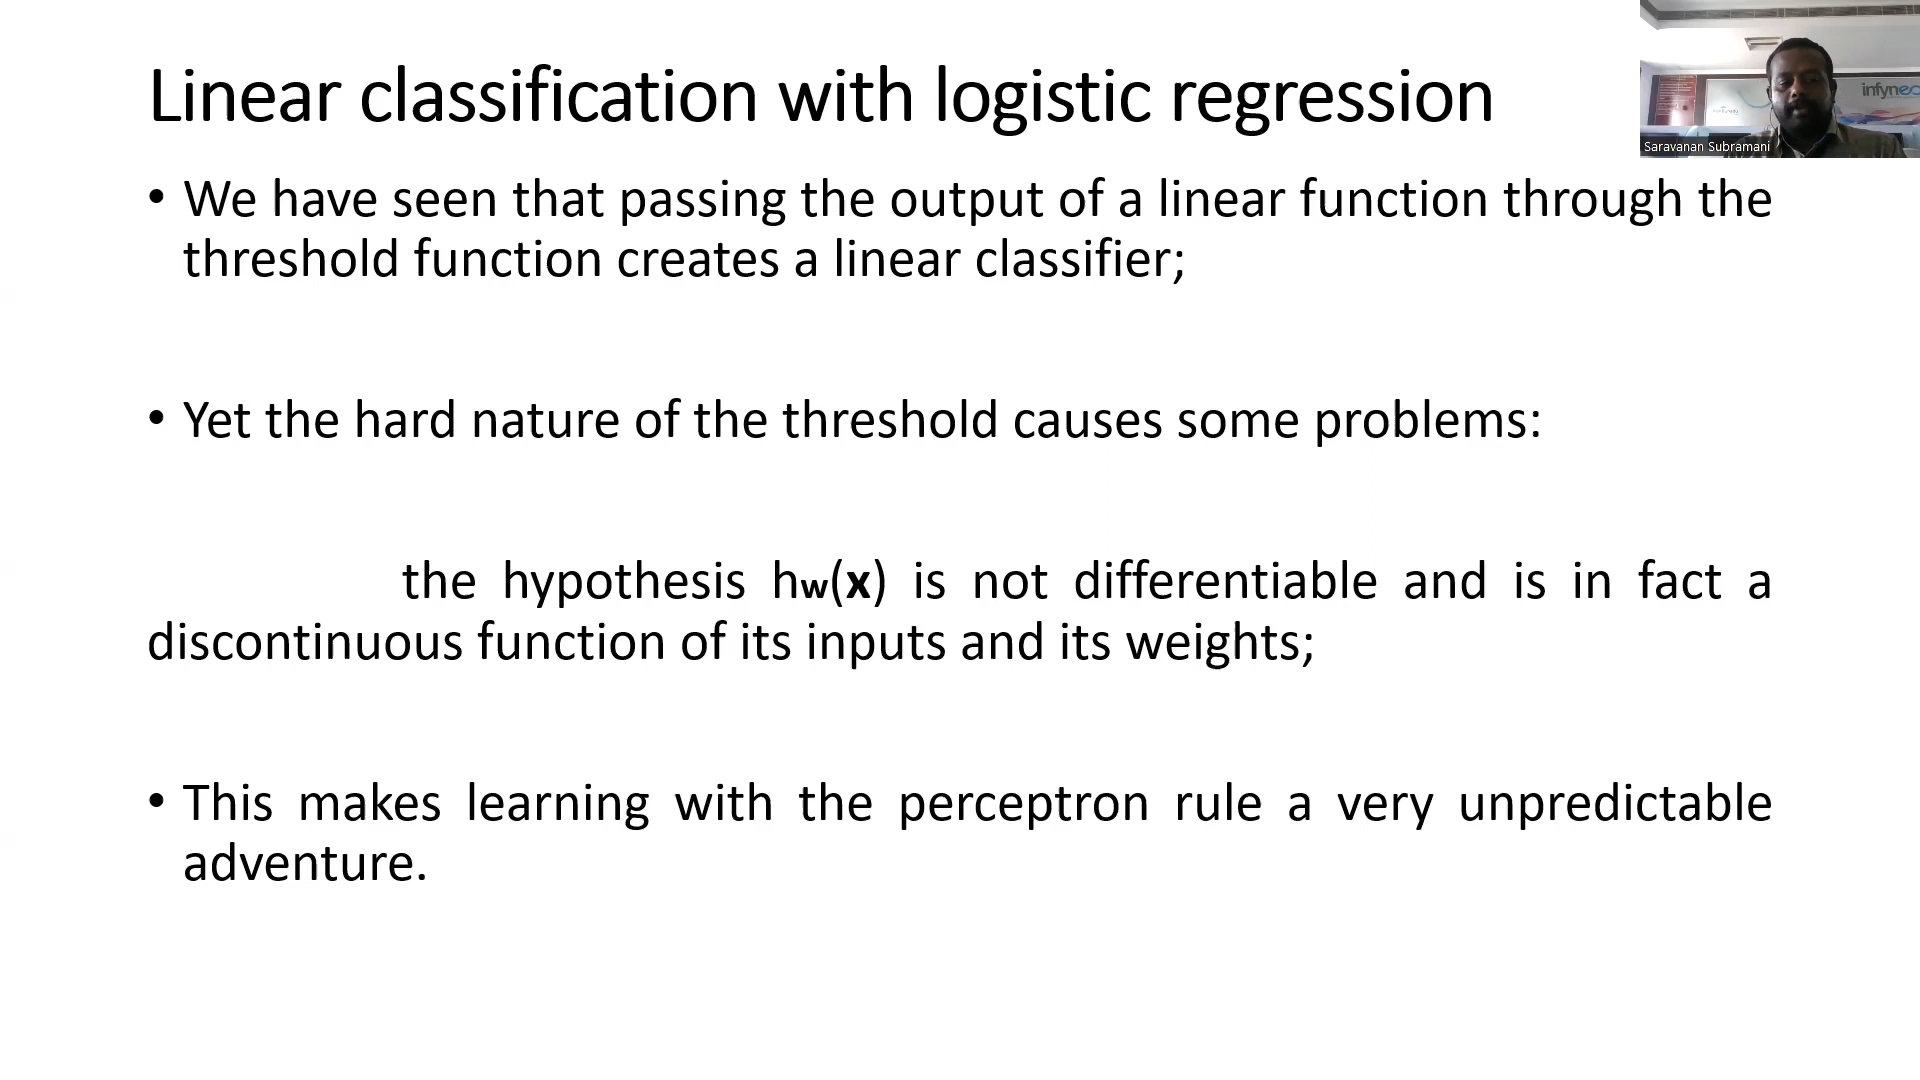 Linear classification with logistic regression
infyneo
Saravanan Subramani
• We have seen that passing the output of a linear function through the
threshold function creates a linear classifier;
• Yet the hard nature of the threshold causes some problems:
the hypothesis hw(x) is not differentiable and is in fact a
discontinuous function of its inputs and its weights;
• This makes learning with the perceptron rule a very unpredictable
adventure.